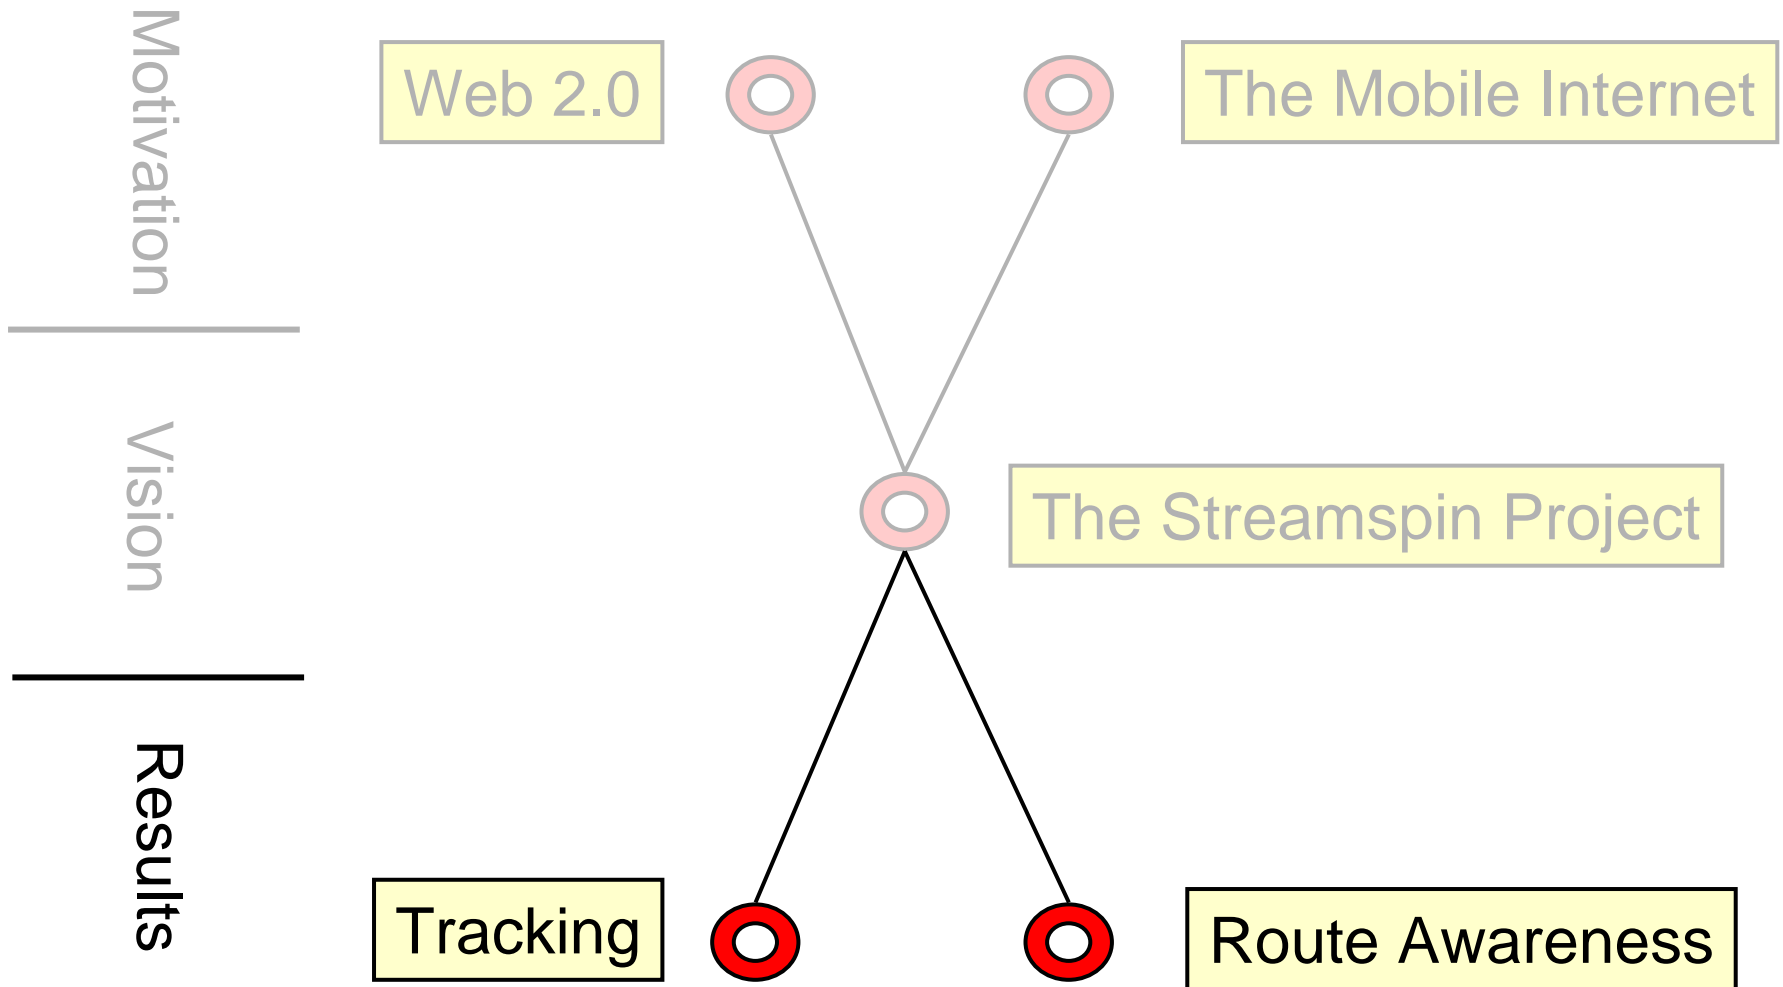 Motivation
Web 2.0
The Mobile Internet
Vision
The Streamspin Project
Results
Tracking
Route Awareness